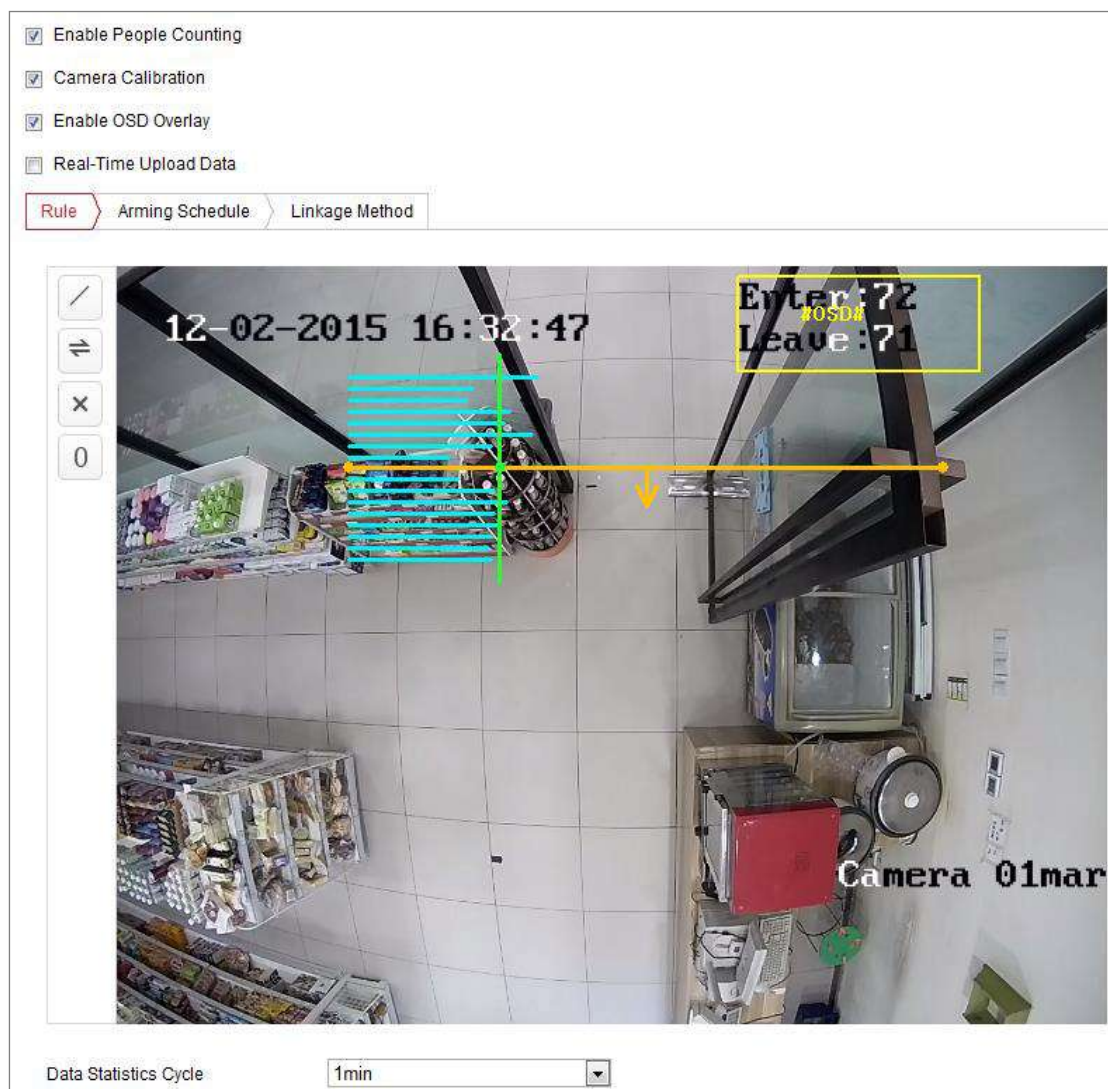 Enable People Counting
Camera Calibration
Enable OSD Overlay
Real-Time Upload Data
Rule Arming Schedule Linkage Method
12-02-2015 16:32:47
Enter:72
#OSD#
Leave:71
0
Camera 01mar
Data Statistics Cycle 1min